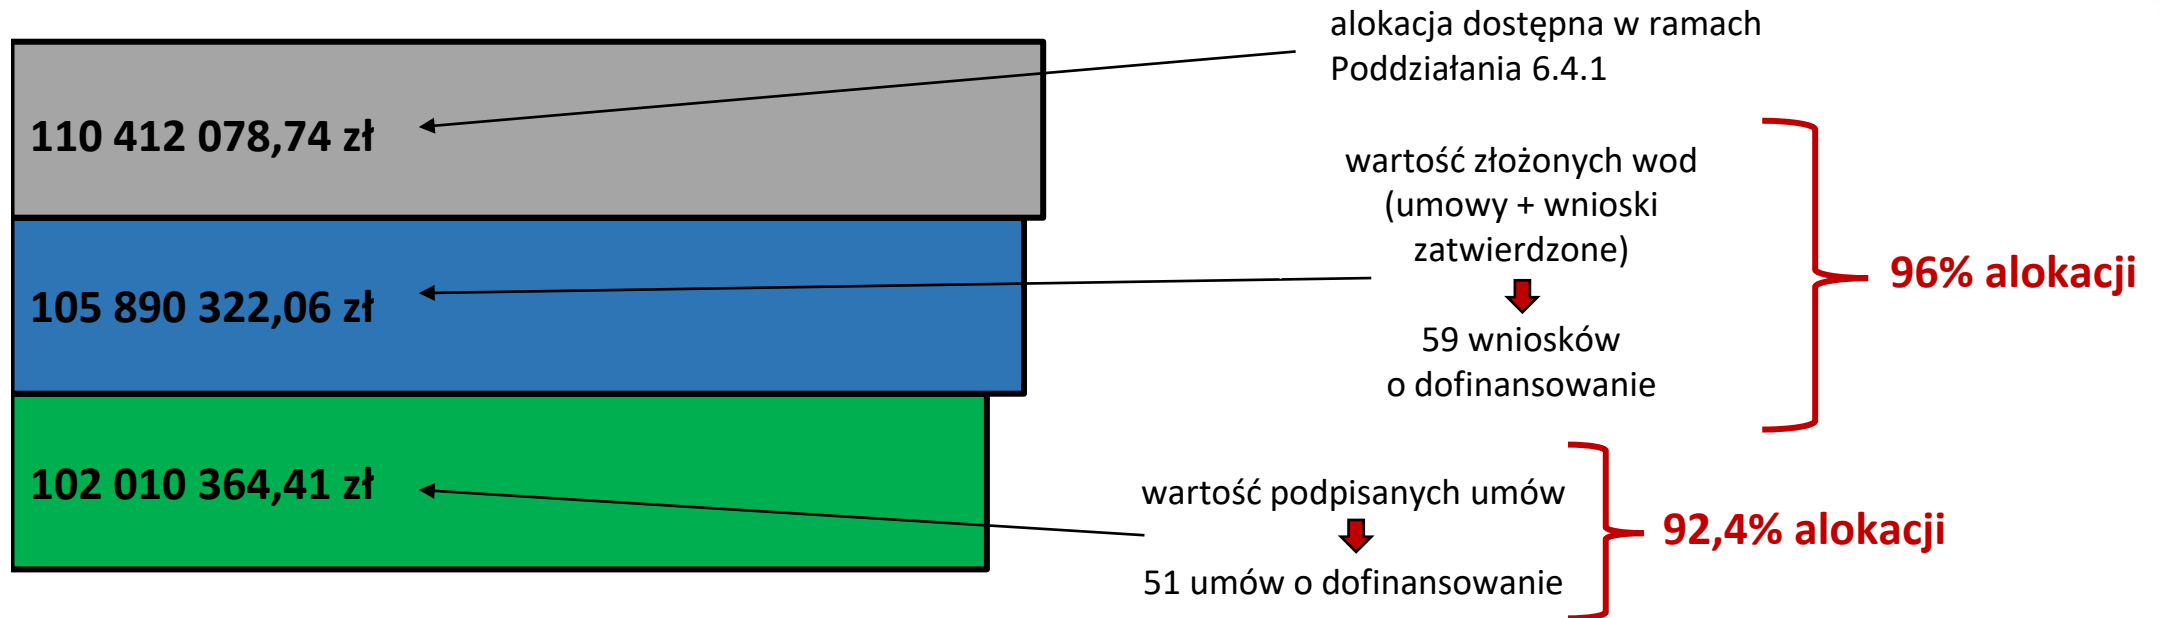 alokacja dostępna w ramach
Poddziałania 6.4.1
110 412 078,74 zł
wartość złożonych wod
(umowy + wnioski
zatwierdzone)
96% alokacji
105 890 322,06 zł
59 wniosków
o dofinansowanie
102 010 364,41 zł
wartość podpisanych umów
92,4% alokacji
51 umów o dofinansowanie